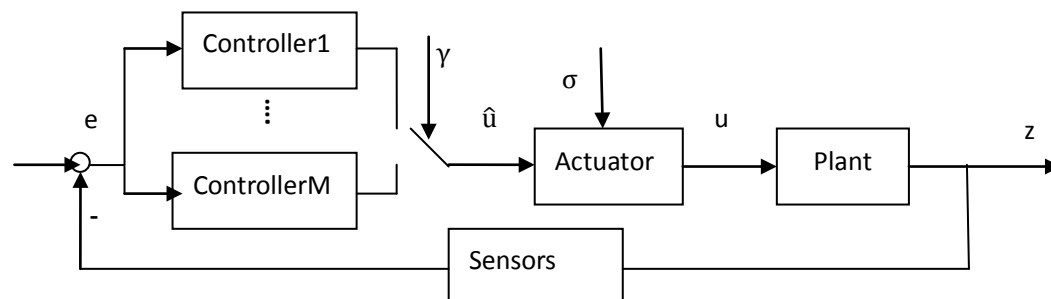 Controller1
γ
σ
e
û
u
z
Actuator
Plant
ControllerM
-
Sensors